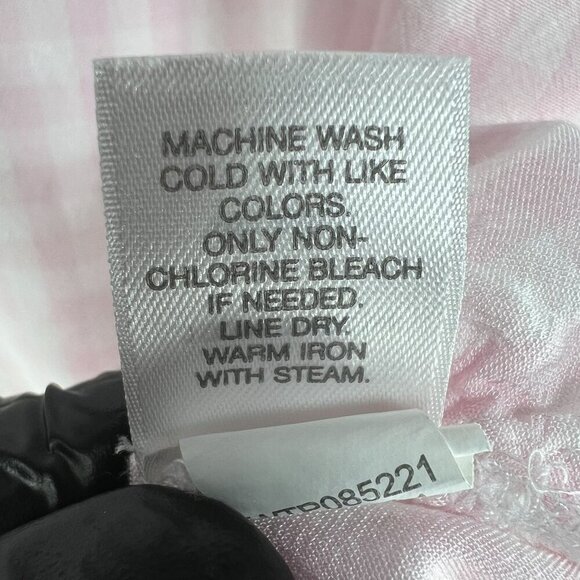 MACHINE WASH
COLD WITH LIKE
COLORS.
ONLY NON-
CHLORINE BLEACH
IF NEEDED.
LINE DRY.
WARM IRON
WITH STEAM.